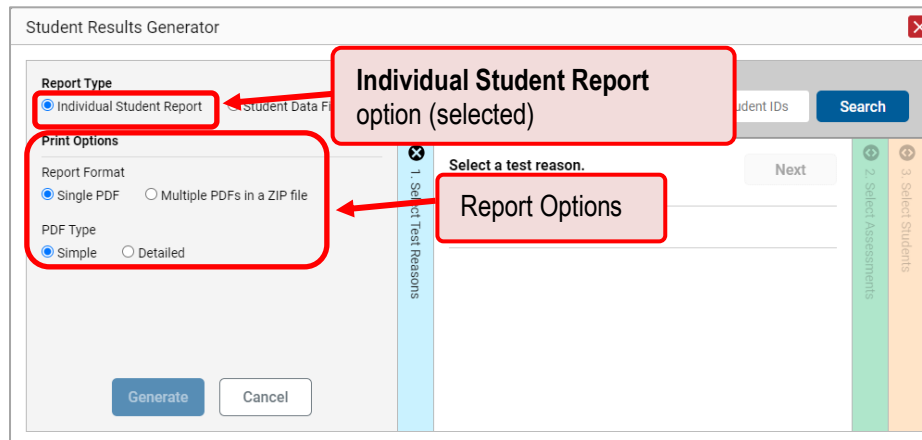 Student Results Generator
Report Type
Individual Student Report
Student Data Fi
Individual Student Report
option (selected)
udent IDs
Search
Print Options
Report Format
Single PDF
Multiple PDFs in a ZIP file
PDF Type
Simple
Detailed
Report Options
Generate
Cancel
1. Select Test Reasons
Select a test reason.
Next
2. Select Assessments
3. Select Students